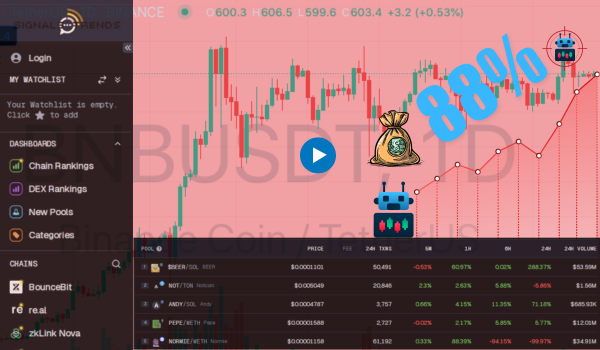 SIGNAL TRENDS
BINANCE
O600.3 H606.5 L599.6 C603.4 +3.2 (+0.53%)
Login
MY WATCHLIST
Your Watchlist is empty.
Click to add
DASHBOARDS
Chain Rankings
DEX Rankings
New Pools
Categories
CHAINS
BounceBit
re re.al
zkLink Nova
88%
NBUSDT, 1D
Binance Coin / TetherUS
POOL PRICE FEE 24H TXNS 5M 1H 6H 24H 24H VOLUME
1 $BEER/SOL BEER $0.0001101 50,491 -0.53% 60.97% 0.02% 288.37% $53.59M
2 NOT/TON Notcoin $0.005049 20,846 2.3% 2.63% 5.88% -5.86% $1.56M
3 A ANDY/SOL Andy $0.0004787 3,757 0.66% 4.15% 11.35% 71.18% $685.93K
4 PEPE/WETH Pepe $0.00001588 2,727 -0.02% 2.17% 5.85% 5.77% $12.01M
5 NORMIE/WETH Normie $0.00001158 61,192 0.33% 88.39% -94.15% -99.97% $34.91M